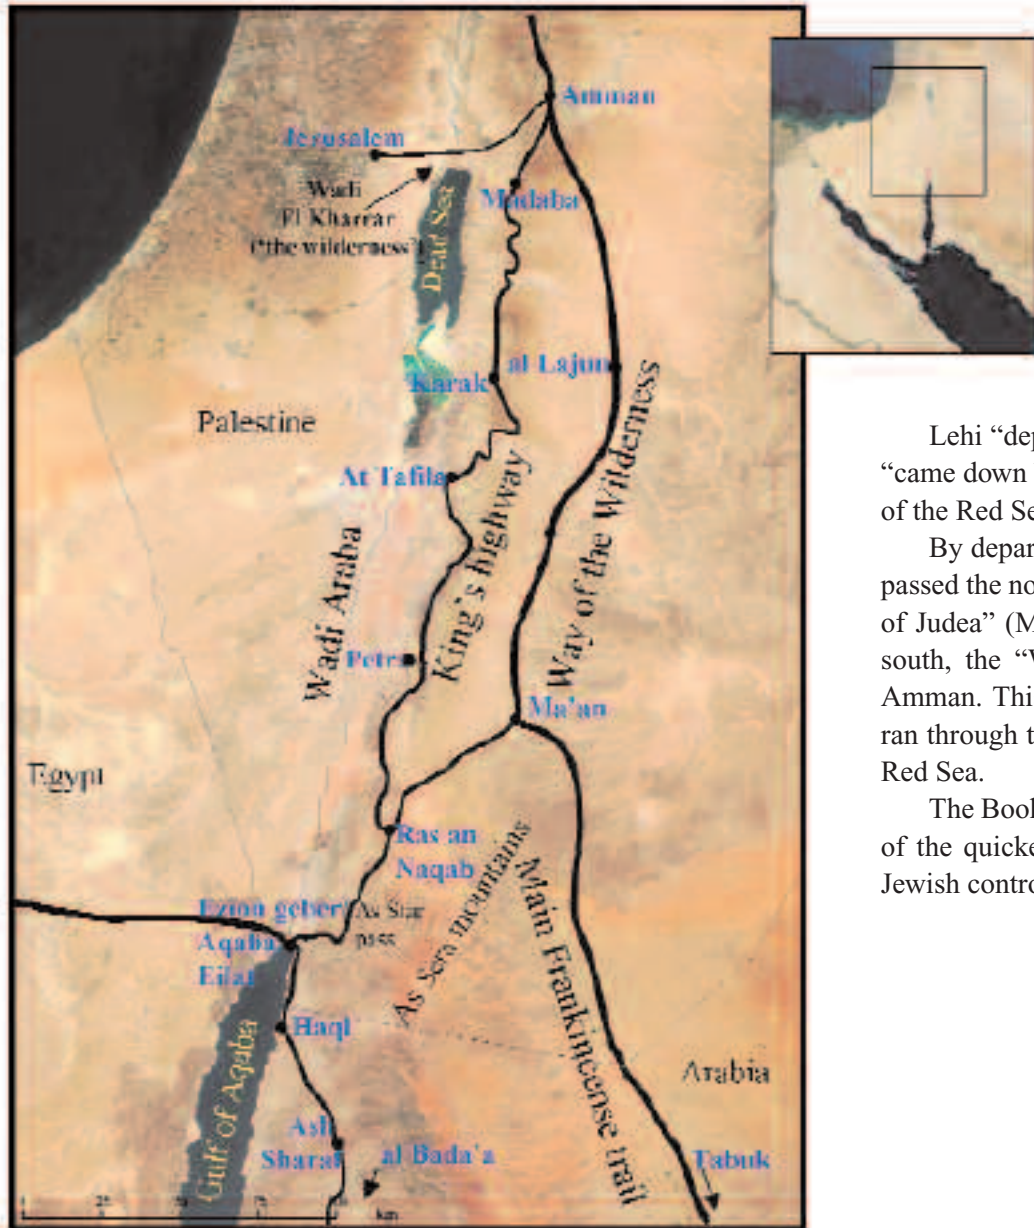 Amman
Jerusalem
Wadi
El Kharrar
("the wilderness")
Madaba
Dead Sea
al Lajun
Karak
Palestine
At Tafila
King's highway
Way of the Wilderness
Wadi Araba
Petra
Ma'an
Egypt
Ras an
Naqab
As Sera mountains
Main Frankincense trail
Ezion geber
pass
Aqaba
Eilat
Haql
Gulf of Aqaba
Arabia
Ash
Sharaf
al Bada'a
Tabuk
km
Lehi “dep
“came down
of the Red Se
By depar
passed the no
of Judea” (M
south, the “V
Amman. Thi
ran through t
Red Sea.
The Book
of the quicke
Jewish contro